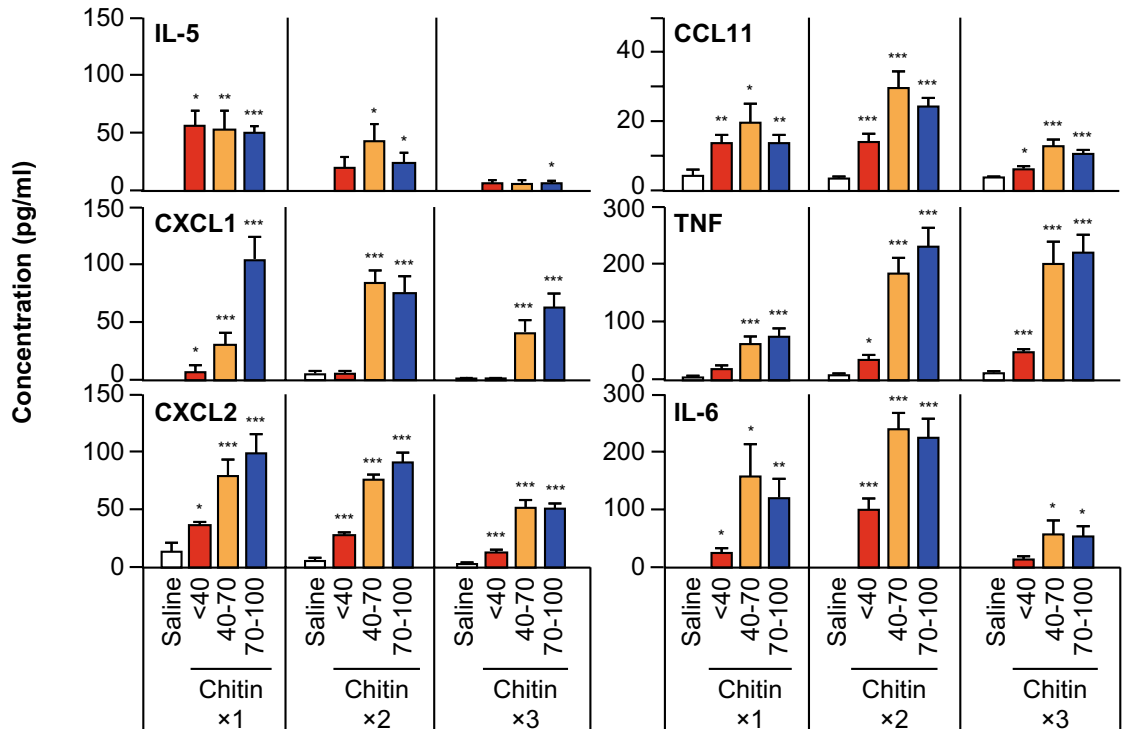 Concentration (pg/ml)
IL-5
150
100
50
0
* ** ***
* *
*
CCL11
40
20
0
** * **
*** *** ***
* *** ***
CXCL1
150
100
50
0
* *** ***
*** ***
*** ***
TNF
300
200
100
0
*** ***
* *** ***
*** *** ***
CXCL2
150
100
50
0
* *** ***
*** *** ***
*** *** ***
IL-6
300
200
100
0
* * **
*** *** ***
* *
Saline <40 40-70 70-100 Saline <40 40-70 70-100 Saline <40 40-70 70-100
Chitin Chitin Chitin
×1 ×2 ×3
Saline <40 40-70 70-100 Saline <40 40-70 70-100 Saline <40 40-70 70-100
Chitin Chitin Chitin
×1 ×2 ×3